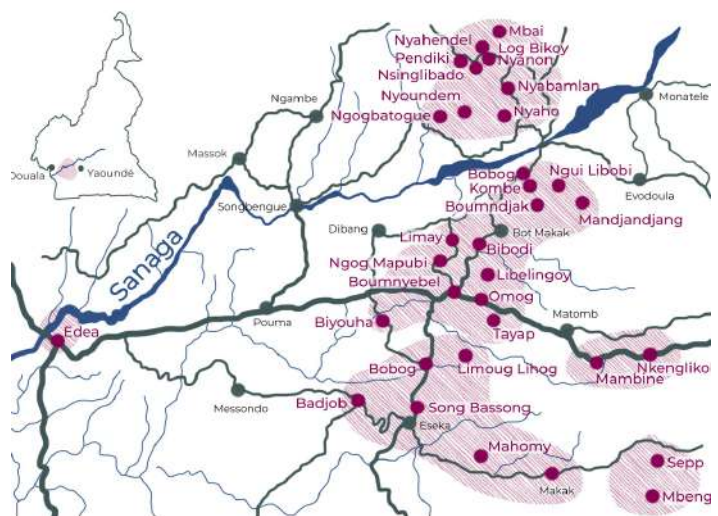 Mbai
Nyahendel
Log Bikoy
Pendiki
Nyanon
Nsinglibado
Nyabamlan
Monatele
Ngambe
Nyoundem
Ngogbatogue
Nyaho
Massok
Douala
Yaoundé
Bobog
Ngui Libobi
Kombe
Evodoula
Songbengue
Boumndjak
Mandjandjang
Dibang
Bot Makak
Limay
Bibodi
Sanaga
Ngog Mapubi
Libelingoy
Boumnyebel
Omog
Pouma
Matomb
Edea
Biyouha
Tayap
Bobog
Limoug Lihog
Mambine
Nkenglikok
Messondo
Badjob
Song Bassong
Eseka
Mahomy
Sepp
Makak
Mbeng